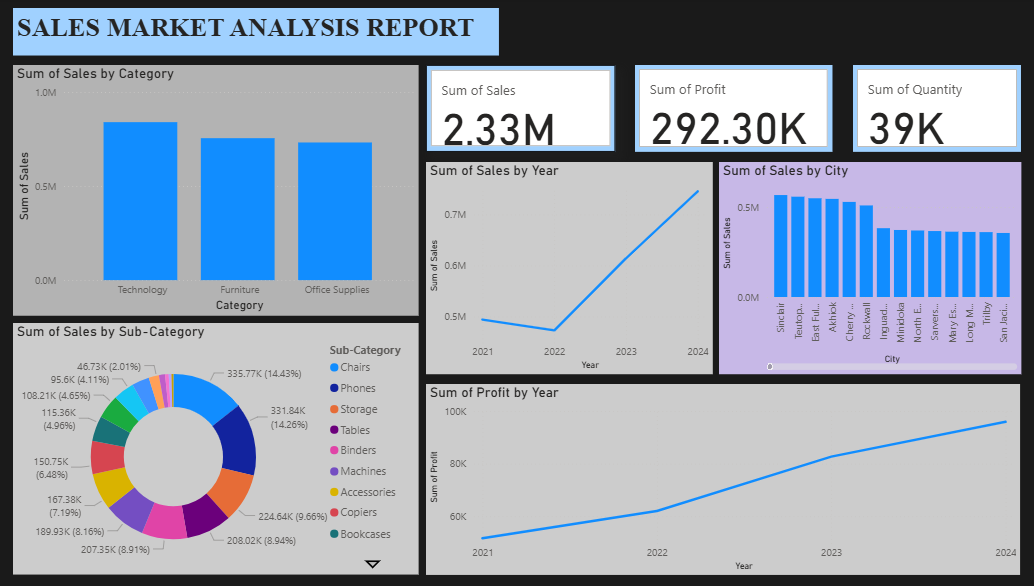 SALES MARKET ANALYSIS REPORT
Sum of Sales by Category
1.0M
0.5M
0.0M
Sum of Sales
Technology
Furniture
Office Supplies
Category
Sum of Sales
2.33M
Sum of Profit
292.30K
Sum of Quantity
39K
Sum of Sales by Year
0.7M
0.6M
0.5M
Sum of Sales
2021
2022
2023
2024
Year
Sum of Sales by City
0.5M
0.0M
Sum of Sales
Sinclair
Teutop...
East Ful...
Akhiok
Cherry ...
Rockwall
Inguad...
Minidoka
North E...
Sarvers...
Mary Es...
Long M...
Trilby
San Jaci...
City
Sum of Sales by Sub-Category
46.73K (2.01%)
95.6K (4.11%)
108.21K (4.65%)
115.36K
(4.96%)
150.75K
(6.48%)
167.38K
(7.19%)
189.93K (8.16%)
207.35K (8.91%)
208.02K (8.94%)
224.64K (9.66%)
331.84K
(14.26%)
335.77K (14.43%)
Sub-Category
Chairs
Phones
Storage
Tables
Binders
Machines
Accessories
Copiers
Bookcases
Sum of Profit by Year
100K
80K
60K
Sum of Profit
2021
2022
2023
2024
Year